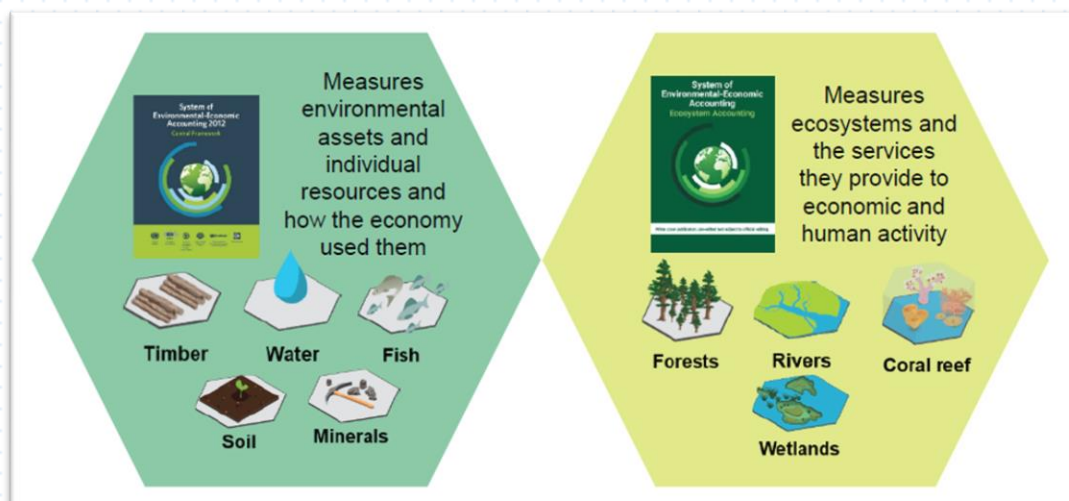 System of
Environmental-Economic
Accounting 2012
Central Framework
Measures
environmental
assets and
individual
resources and
how the economy
used them
Timber
Water
Fish
Soil
Minerals
System of
Environmental-Economic
Accounting
Ecosystem Accounting
Measures
ecosystems and
the services
they provide to
economic and
human activity
Forests
Rivers
Coral reef
Wetlands